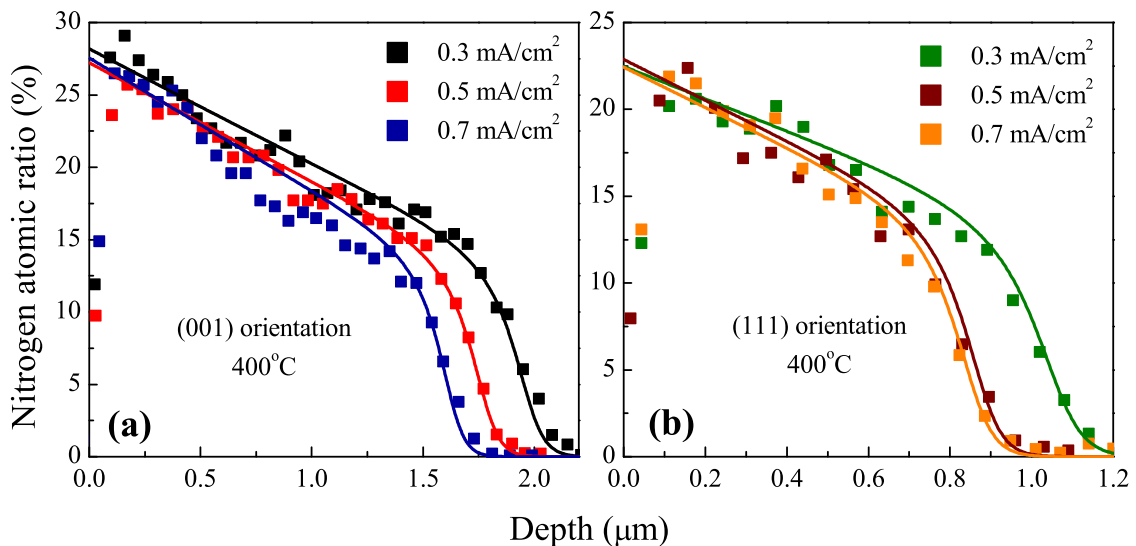 Nitrogen atomic ratio (%)
30
25
20
15
10
5
0
0.0
0.5
1.0
1.5
2.0
0.3 mA/cm²
0.5 mA/cm²
0.7 mA/cm²
(001) orientation
400°C
(a)
25
20
15
10
5
0
0.0
0.2
0.4
0.6
0.8
1.0
1.2
0.3 mA/cm²
0.5 mA/cm²
0.7 mA/cm²
(111) orientation
400°C
(b)
Depth (μm)